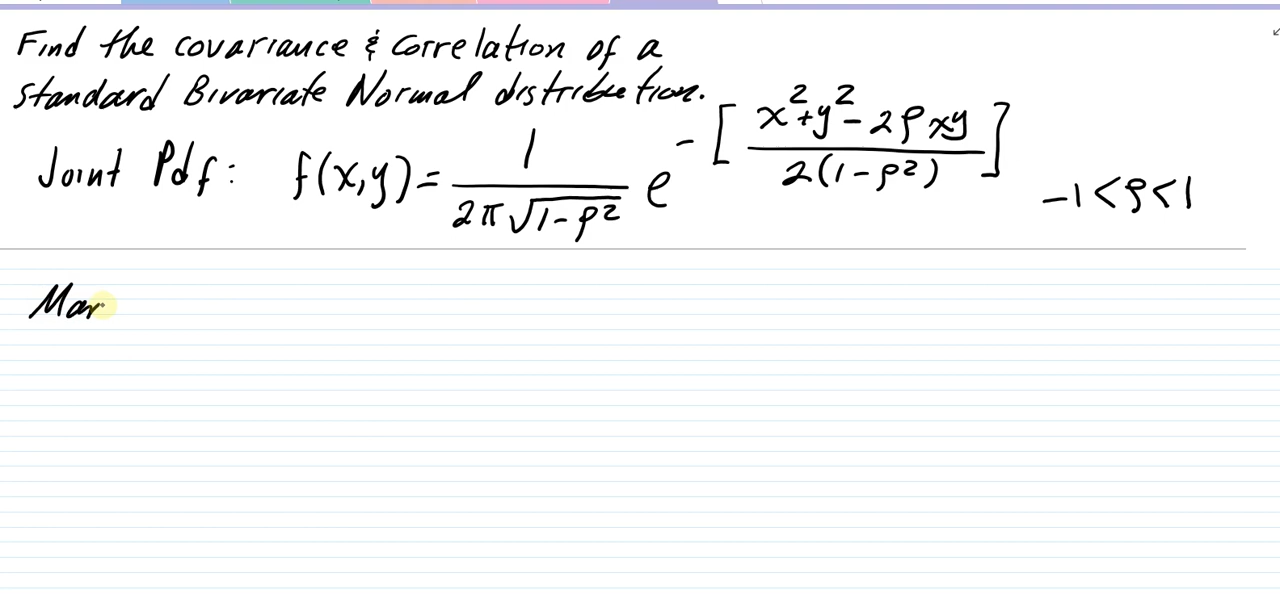 Find the covariance & Correlation of a
Standard Bivariate Normal distribution.
Joint Pdf: f(x,y) = 1/(2π√(1-ρ²)) e^-[(x²+y²-2ρxy)/(2(1-ρ²))] -1<ρ<1
Mar